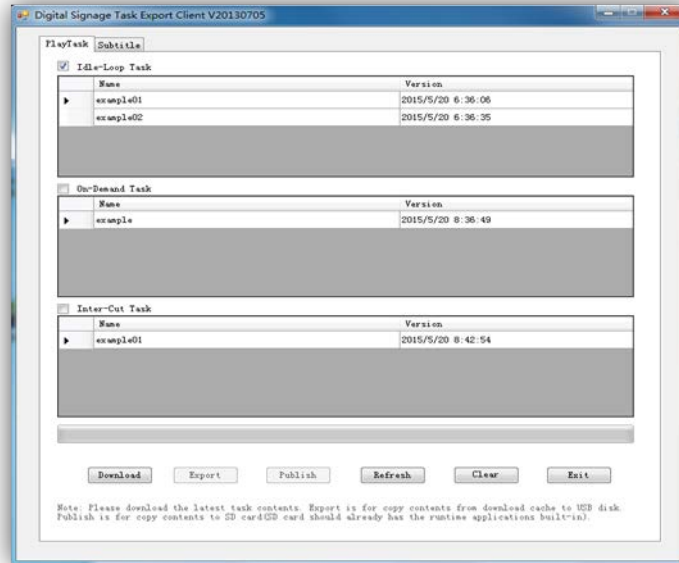 Digital Signage Task Export Client V20130705
PlayTask Subtitle
Idle-Loop Task
Name Version
example01 2015/5/20 6:36:06
example02 2015/5/20 6:36:35
On-Demand Task
Name Version
example 2015/5/20 8:36:49
Inter-Cut Task
Name Version
example01 2015/5/20 8:42:54
Download Export Publish Refresh Clear Exit
Note: Please download the latest task contents. Export is for copy contents from download cache to USB disk.
Publish is for copy contents to SD card(SD card should already has the runtime applications built-in).